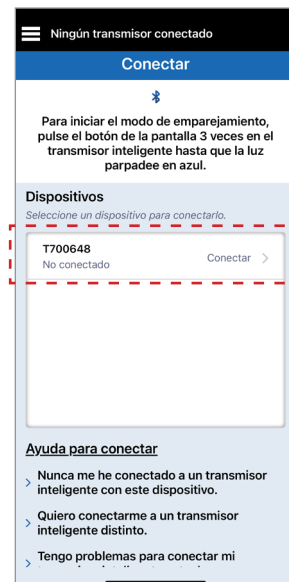 Ningún transmisor conectado
Conectar
Para iniciar el modo de emparejamiento,
pulse el botón de la pantalla 3 veces en el
transmisor inteligente hasta que la luz
parpadee en azul.
Dispositivos
Seleccione un dispositivo para conectarlo.
T700648
No conectado
Conectar
Ayuda para conectar
Nunca me he conectado a un transmisor
inteligente con este dispositivo.
Quiero conectarme a un transmisor
inteligente distinto.
Tengo problemas para conectar mi